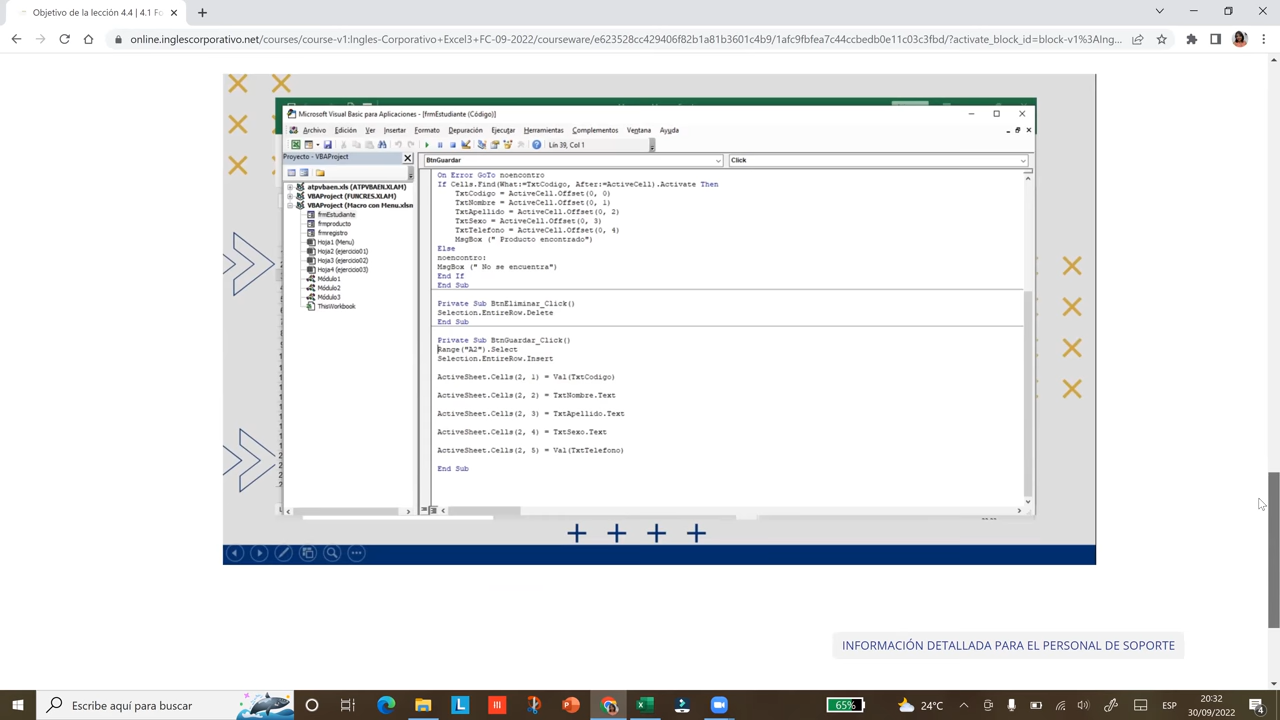 Objetivo de la lección 4.4 | 4.1 Fo
online.inglescorporativo.net/courses/course-v1:Ingles-Corporativo+Excel3+FC-09-2022/courseware/e623528cc429406f82b1a81b3601c4b9/1afc9fbfea7c44ccbedb0e11c03c3fbd/?activate_block_id=block-v1%3AIng...
Microsoft Visual Basic para Aplicaciones - [frmEstudiante (Código)]
Archivo Edición Ver Insertar Formato Depuración Ejecutar Herramientas Complementos Ventana Ayuda
Lín 39, Col 1
Proyecto - VBAProject
atpvbaen.xls (ATPVBAEN.XLAM)
VBAProject (FUNCRES.XLAM)
VBAProject (Macro con Menu.xlsm
frmEstudiante
frmproducto
frmregistro
Hoja1 (Menu)
Hoja2 (ejercicio01)
Hoja3 (ejercicio02)
Hoja4 (ejercicio03)
Módulo1
Módulo2
Módulo3
ThisWorkbook
BtnGuardar Click
On Error GoTo noencontro
If Cells.Find(What:=TxtCodigo, After:=ActiveCell).Activate Then
TxtCodigo = ActiveCell.Offset(0, 0)
TxtNombre = ActiveCell.Offset(0, 1)
TxtApellido = ActiveCell.Offset(0, 2)
TxtSexo = ActiveCell.Offset(0, 3)
TxtTelefono = ActiveCell.Offset(0, 4)
MsgBox (" Producto encontrado")
Else
noencontro:
MsgBox (" No se encuentra")
End If
End Sub
Private Sub BtnEliminar_Click()
Selection.EntireRow.Delete
End Sub
Private Sub BtnGuardar_Click()
Range("A2").Select
Selection.EntireRow.Insert
ActiveSheet.Cells(2, 1) = Val(TxtCodigo)
ActiveSheet.Cells(2, 2) = TxtNombre.Text
ActiveSheet.Cells(2, 3) = TxtApellido.Text
ActiveSheet.Cells(2, 4) = TxtSexo.Text
ActiveSheet.Cells(2, 5) = Val(TxtTelefono)
End Sub
INFORMACIÓN DETALLADA PARA EL PERSONAL DE SOPORTE
Escribe aquí para buscar
65%
24°C
ESP
20:32
30/09/2022
4